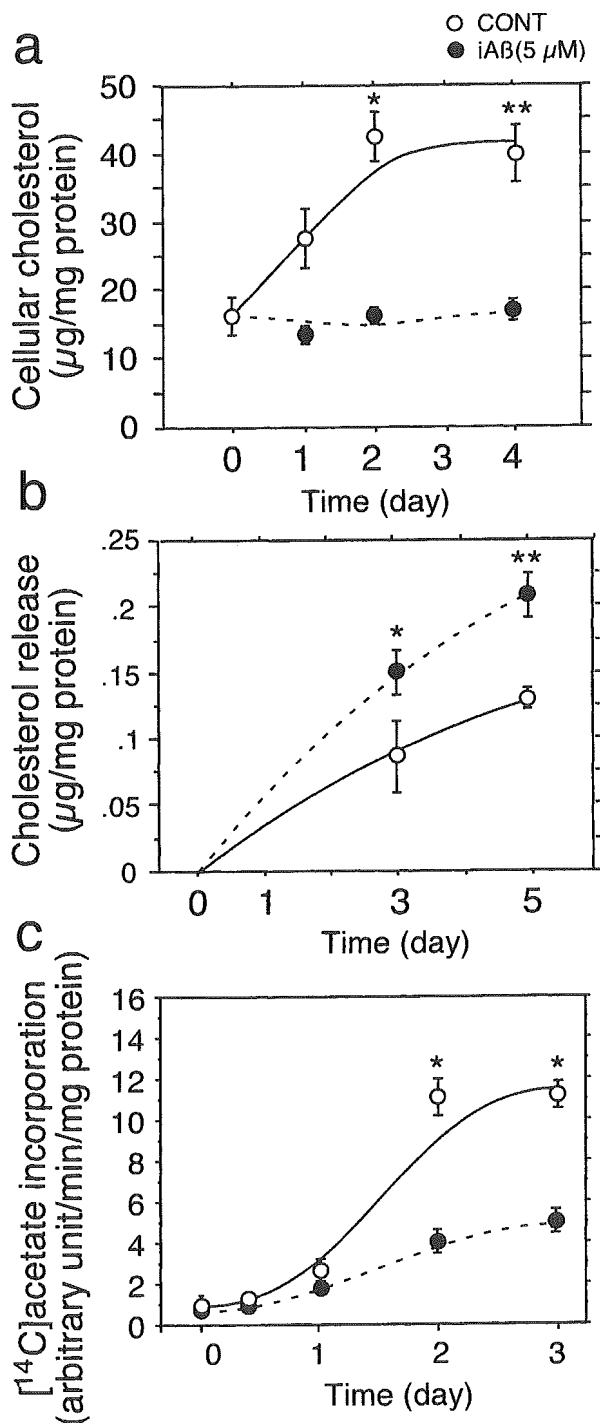 CONT
iAß(5 µM)
a
Cellular cholesterol
(µg/mg protein)
50
40
30
20
10
0
*
**
0 1 2 3 4
Time (day)
b
Cholesterol release
(µg/mg protein)
.25
.2
.15
.1
.05
0
*
**
0 1 3 5
Time (day)
c
[14C]acetate incorporation
(arbitrary unit/min/mg protein)
16
14
12
10
8
6
4
2
0
* *
0 1 2 3
Time (day)